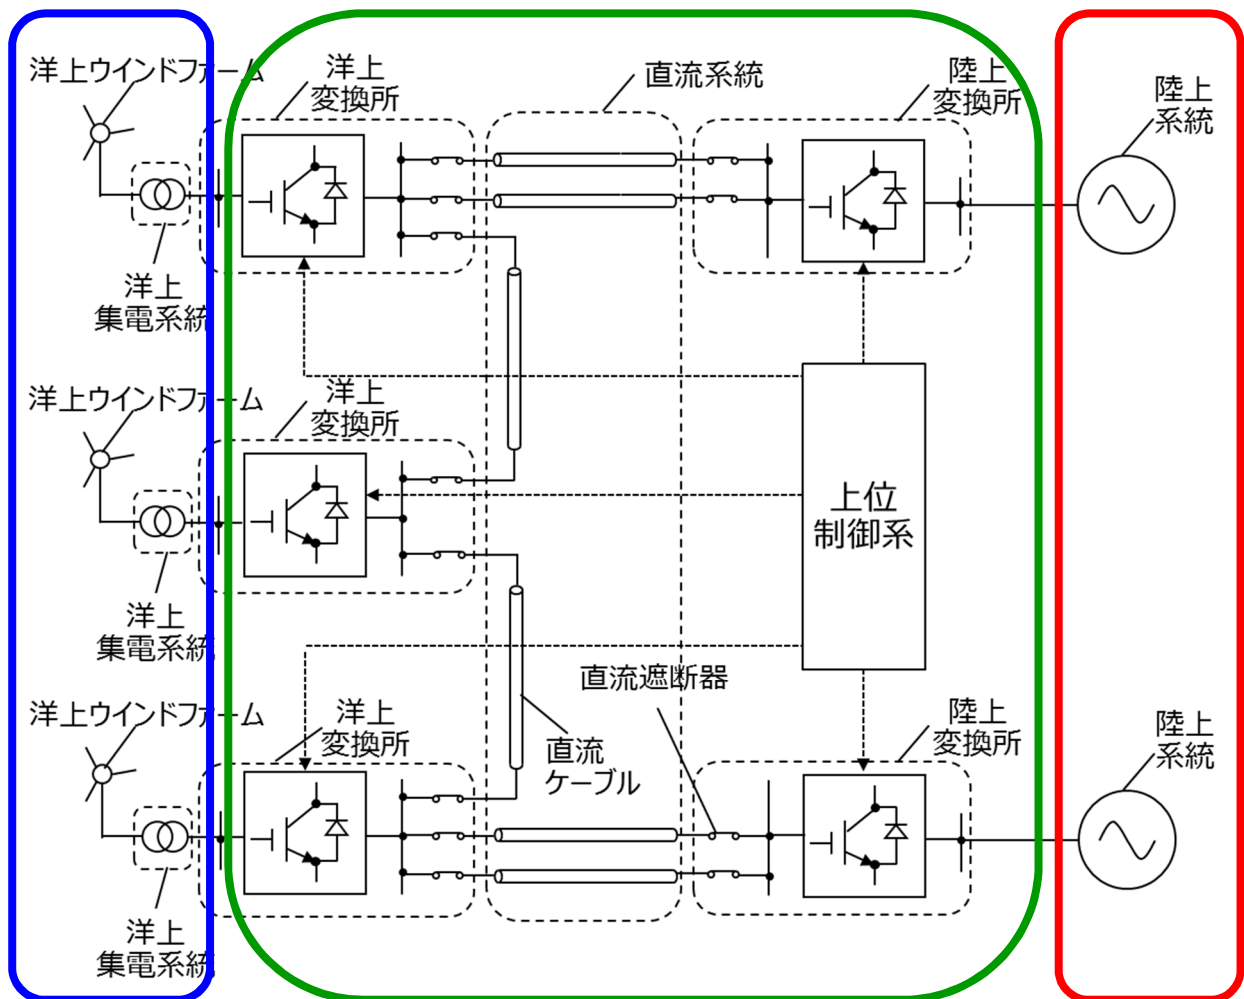 洋上ウインドファーム
洋上
変換所
直流系統
陸上
変換所
陸上
系統
洋上
集電系統
洋上ウインドファーム
洋上
変換所
上位
制御系
洋上
集電系統
直流遮断器
洋上ウインドファーム
洋上
変換所
直流
ケーブル
陸上
変換所
陸上
系統
洋上
集電系統